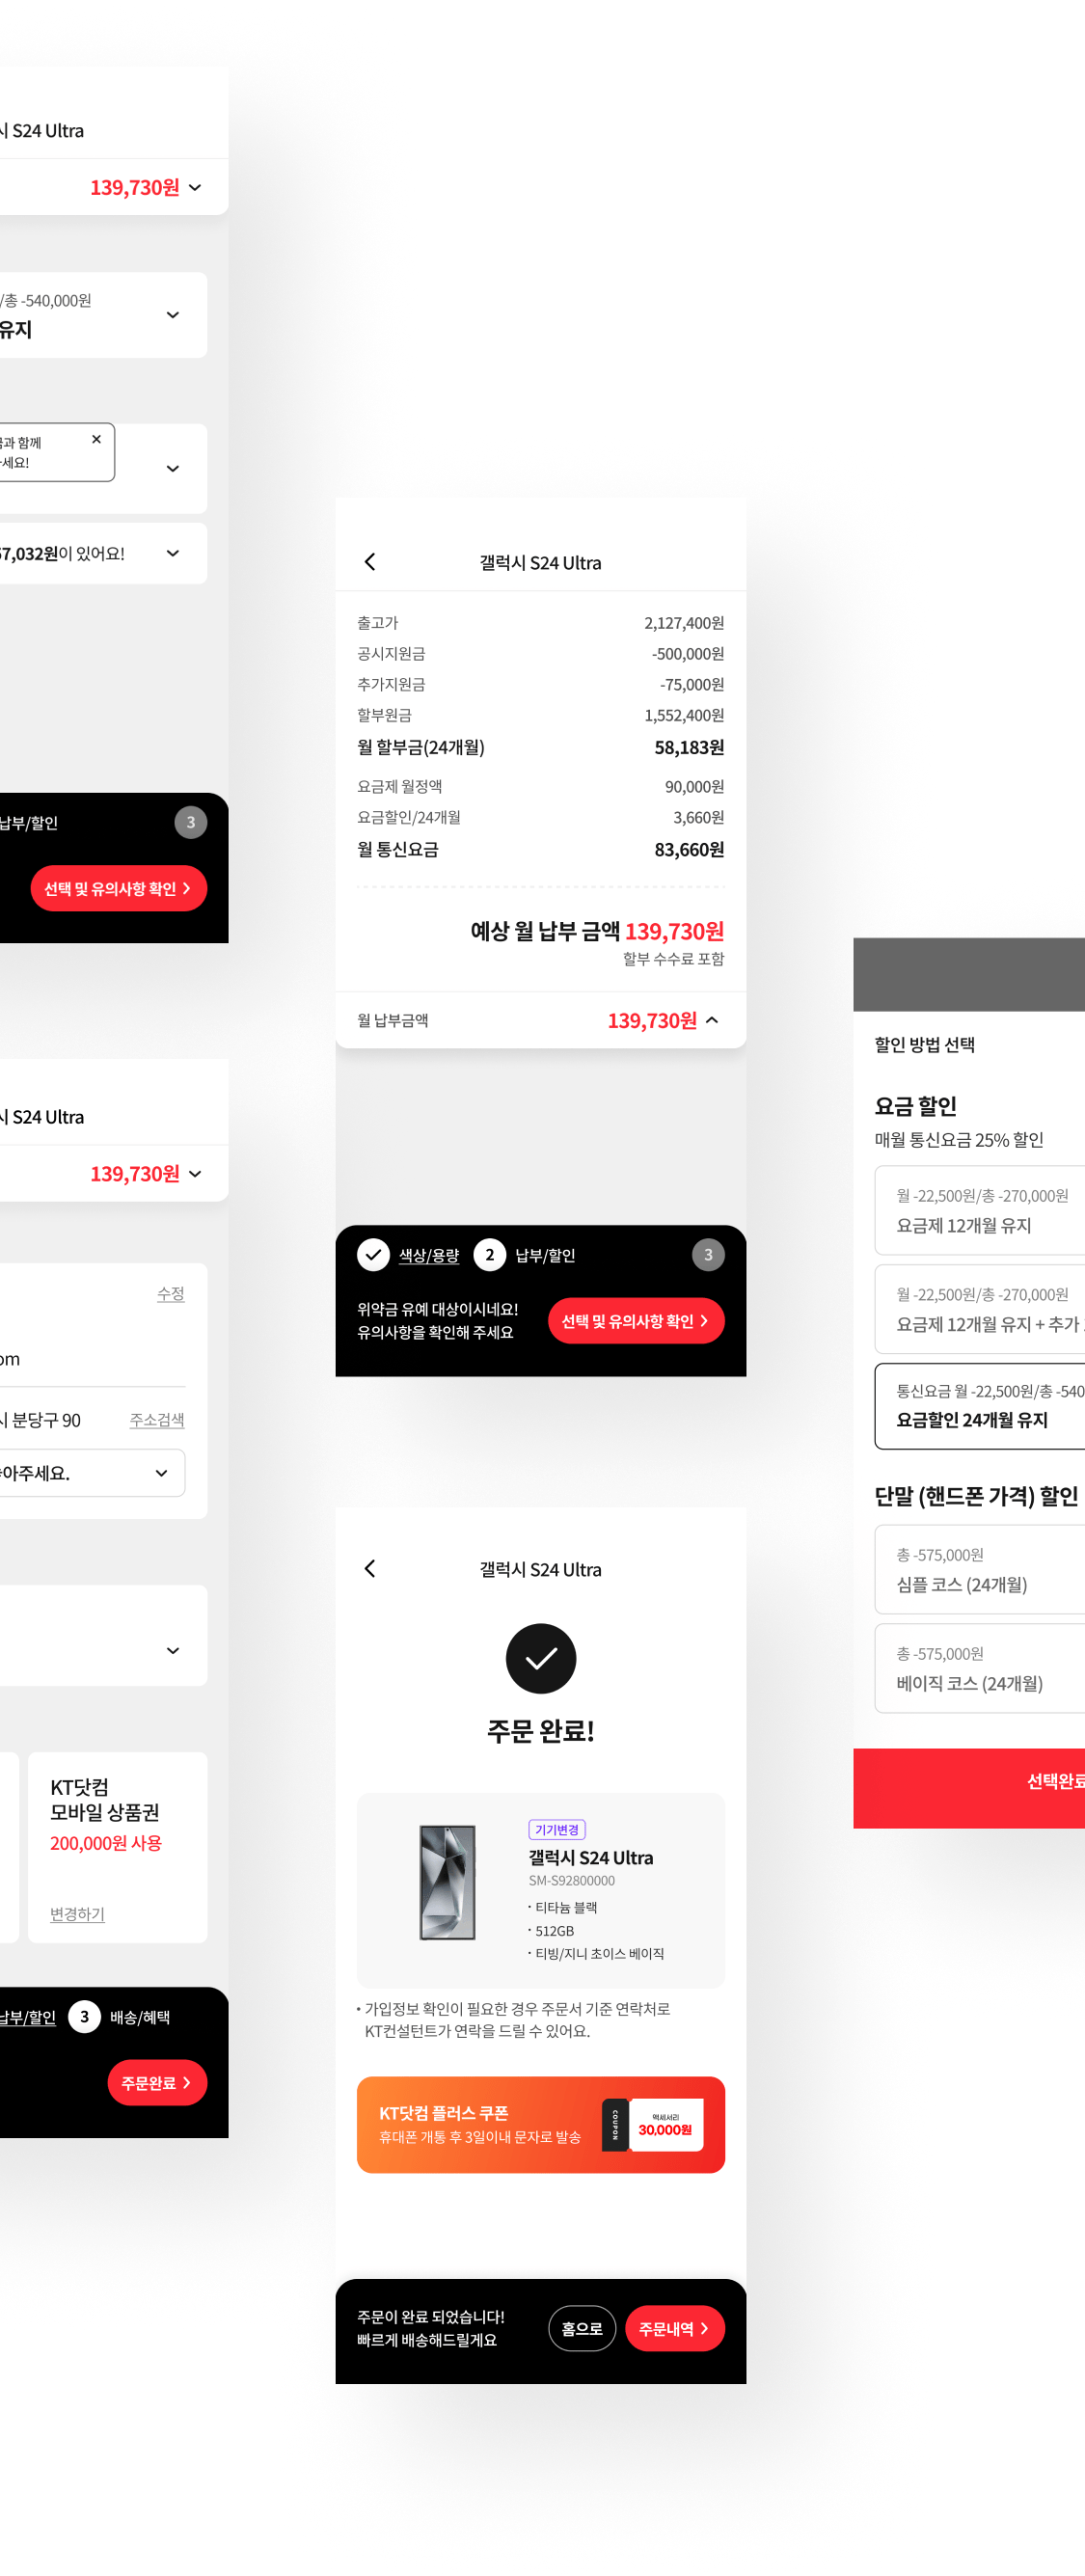 시 S24 Ultra
139,730원
/총 -540,000원
유지
금과 함께
세요!
57,032원이 있어요!
납부/할인
3
선택 및 유의사항 확인
시 S24 Ultra
139,730원
수정
om
시 분당구 90
주소검색
아주세요.
KT닷컴
모바일 상품권
200,000원 사용
변경하기
납부/할인
3
배송/혜택
주문완료
갤럭시 S24 Ultra
출고가 2,127,400원
공시지원금 -500,000원
추가지원금 -75,000원
할부원금 1,552,400원
월 할부금(24개월) 58,183원
요금제 월정액 90,000원
요금할인/24개월 3,660원
월 통신요금 83,660원
예상 월 납부 금액 139,730원
할부 수수료 포함
월 납부금액 139,730원
색상/용량 2 납부/할인 3
위약금 유예 대상이시네요!
유의사항을 확인해 주세요
선택 및 유의사항 확인
갤럭시 S24 Ultra
주문 완료!
기기변경
갤럭시 S24 Ultra
SM-S92800000
· 티타늄 블랙
· 512GB
· 티빙/지니 초이스 베이직
• 가입정보 확인이 필요한 경우 주문서 기준 연락처로
KT컨설턴트가 연락을 드릴 수 있어요.
KT닷컴 플러스 쿠폰
휴대폰 개통 후 3일이내 문자로 발송
COUPON
액세서리
30,000원
주문이 완료 되었습니다!
빠르게 배송해드릴게요
홈으로
주문내역
할인 방법 선택
요금 할인
매월 통신요금 25% 할인
월 -22,500원/총 -270,000원
요금제 12개월 유지
월 -22,500원/총 -270,000원
요금제 12개월 유지 + 추가
통신요금 월 -22,500원/총 -540
요금할인 24개월 유지
단말 (핸드폰 가격) 할인
총 -575,000원
심플 코스 (24개월)
총 -575,000원
베이직 코스 (24개월)
선택완료